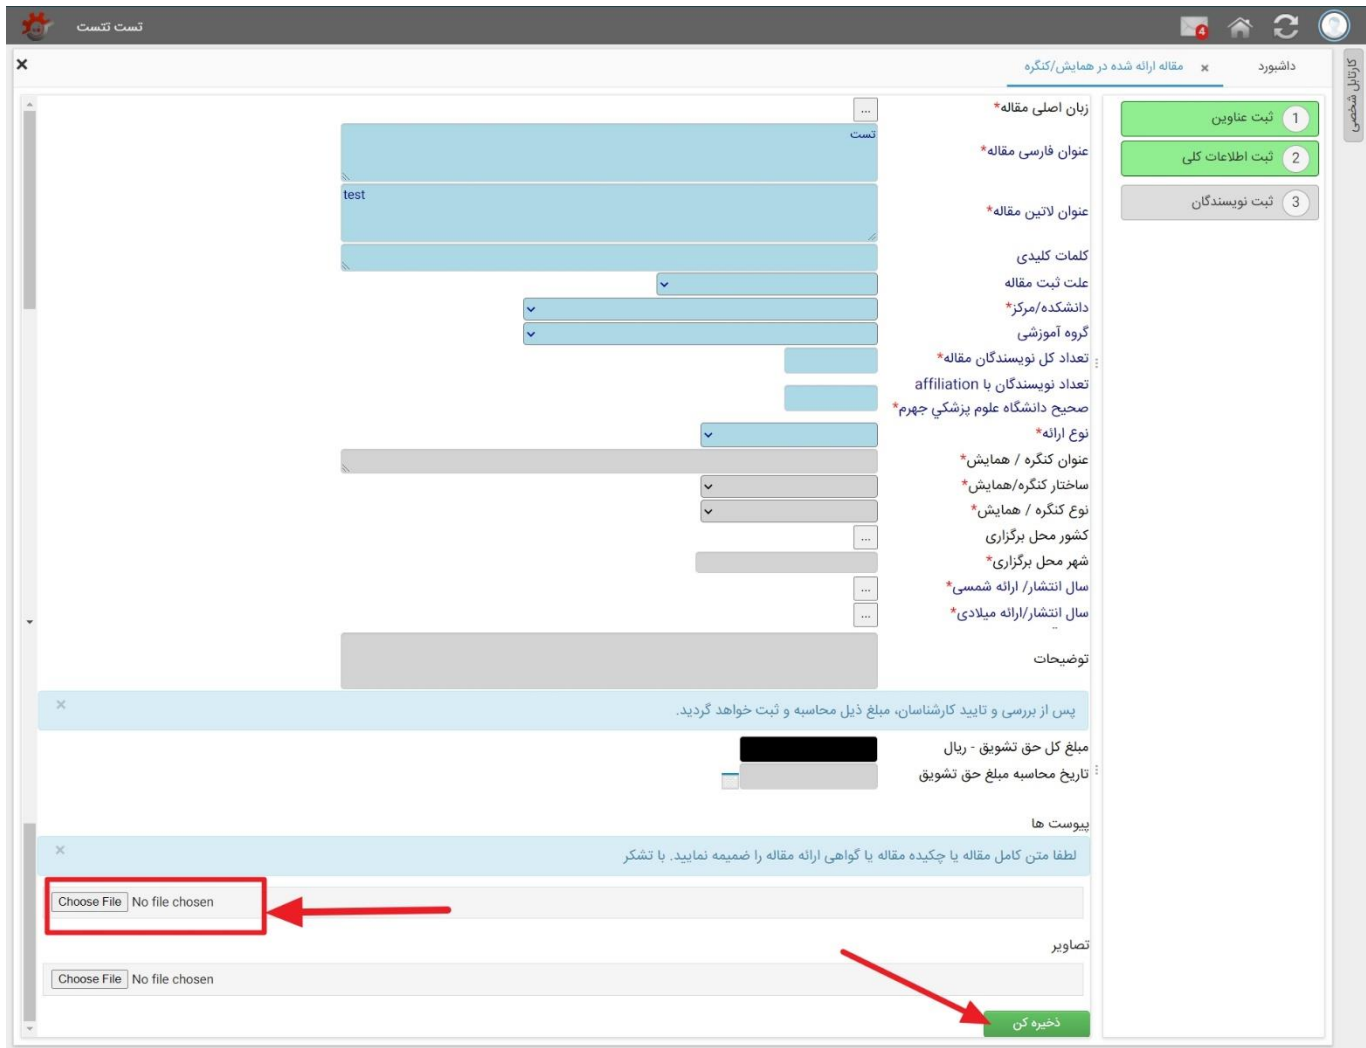 تست تتست
4
داشبورد
مقاله ارائه شده در همایش/کنگره
کارتابل شخصی
1 ثبت عناوین
2 ثبت اطلاعات کلی
3 ثبت نویسندگان
زبان اصلی مقاله*
...
عنوان فارسی مقاله*
تست
عنوان لاتین مقاله*
test
کلمات کلیدی
علت ثبت مقاله
دانشکده/مرکز*
گروه آموزشی
تعداد کل نویسندگان مقاله*
تعداد نویسندگان با affiliation
صحیح دانشگاه علوم پزشکي جهرم*
نوع ارائه*
عنوان کنگره / همایش*
ساختار کنگره/همایش*
نوع کنگره / همایش*
کشور محل برگزاری
...
شهر محل برگزاری*
سال انتشار/ ارائه شمسی*
...
سال انتشار/ارائه میلادی*
...
توضیحات
پس از بررسی و تایید کارشناسان، مبلغ ذیل محاسبه و ثبت خواهد گردید.
مبلغ کل حق تشویق - ریال
تاریخ محاسبه مبلغ حق تشویق
پیوست ها
لطفا متن کامل مقاله یا چکیده مقاله یا گواهی ارائه مقاله را ضمیمه نمایید. با تشکر
Choose File No file chosen
تصاویر
Choose File No file chosen
ذخیره کن